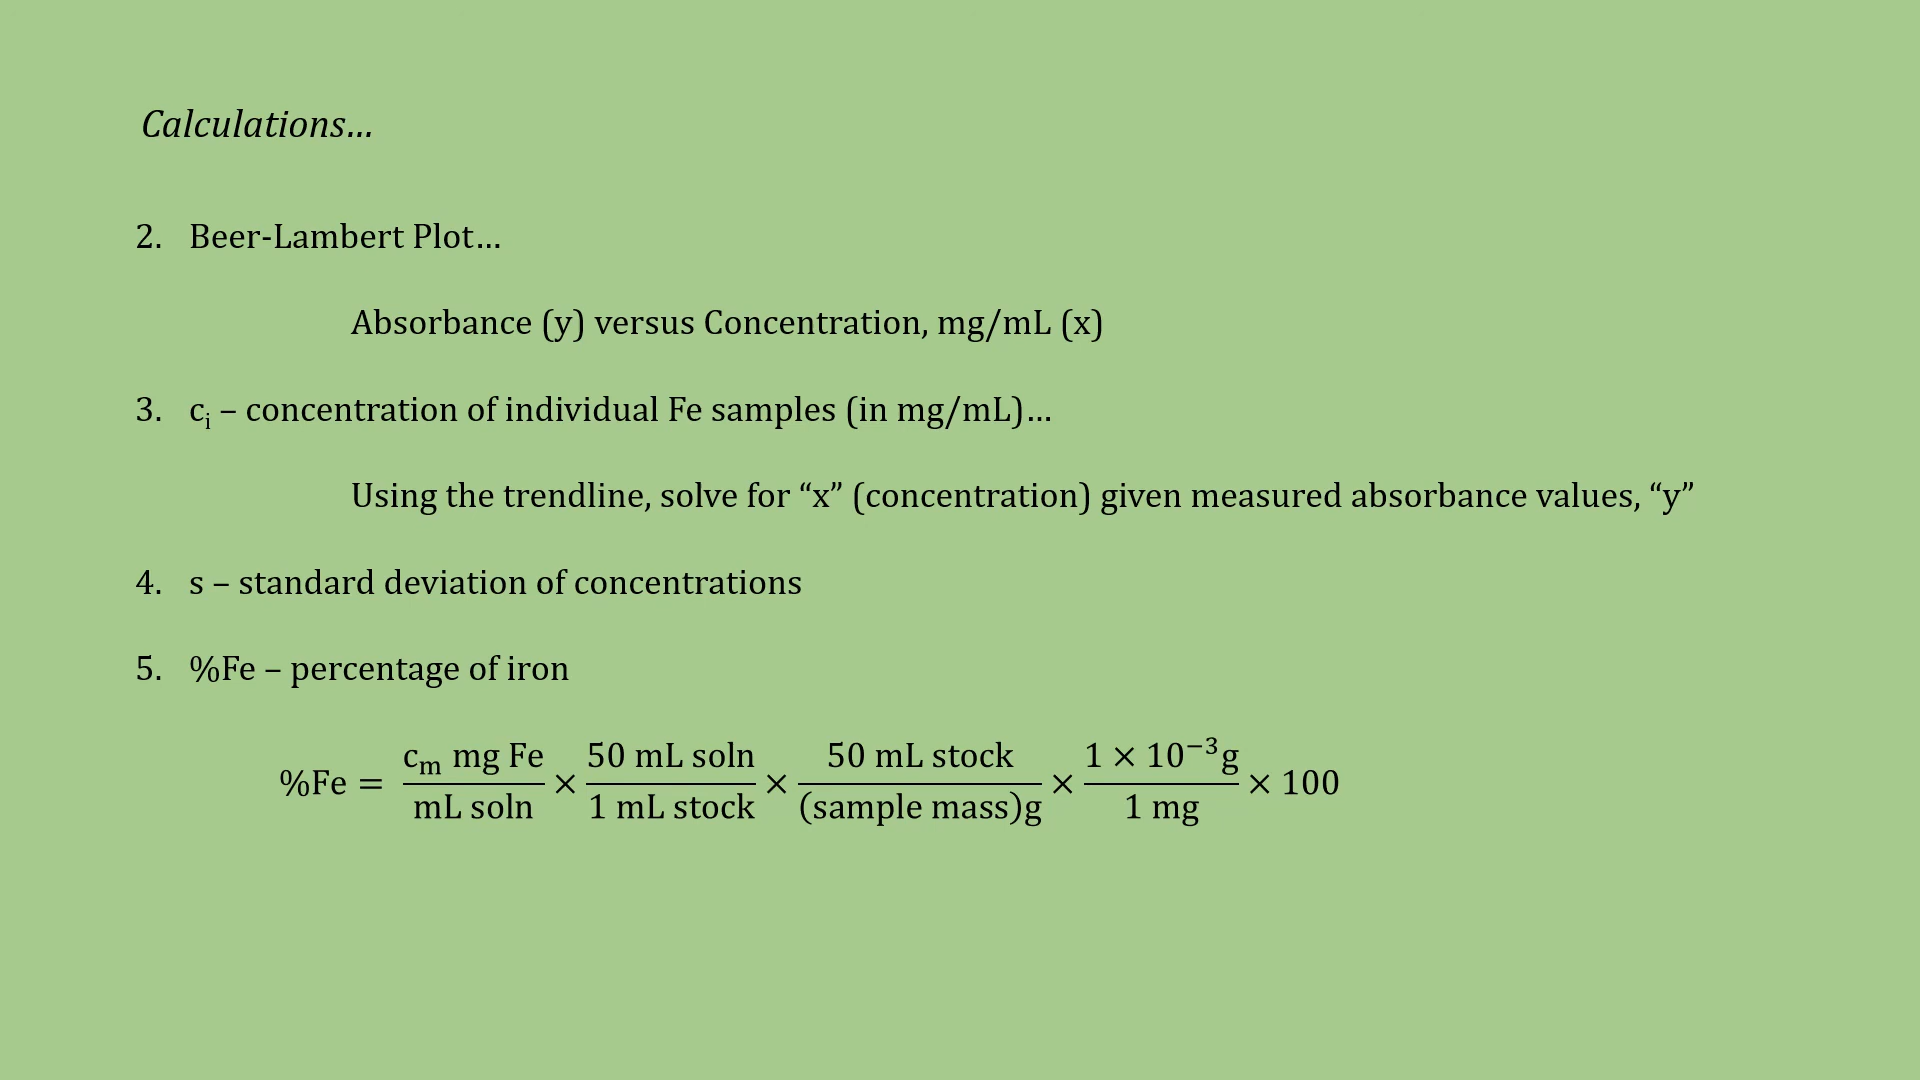 Calculations…
2. Beer-Lambert Plot…
Absorbance (y) versus Concentration, mg/mL (x)
3. cᵢ – concentration of individual Fe samples (in mg/mL)…
Using the trendline, solve for “x” (concentration) given measured absorbance values, “y”
4. s – standard deviation of concentrations
5. %Fe – percentage of iron
%Fe = (cₘ mg Fe / mL soln) × (50 mL soln / 1 mL stock) × (50 mL stock / (sample mass)g) × (1 × 10⁻³g / 1 mg) × 100